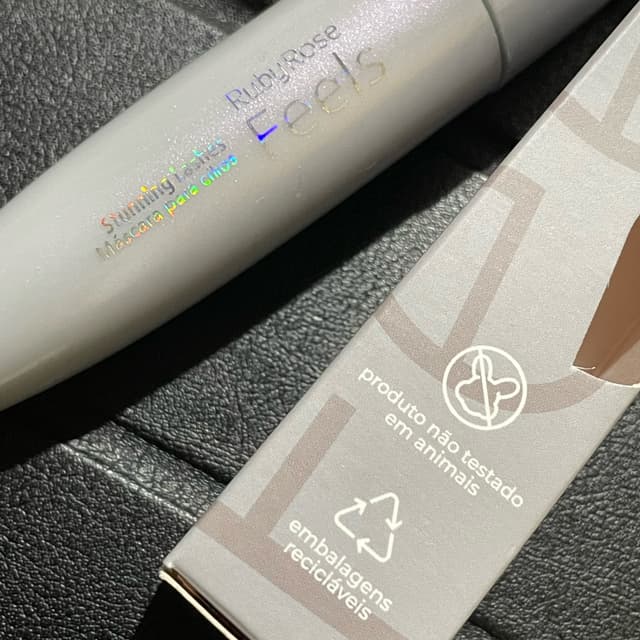 RubyRose
Feels
Stunning Lashes
Máscara para cílios
produto não testado
em animais
embalagens
recicláveis